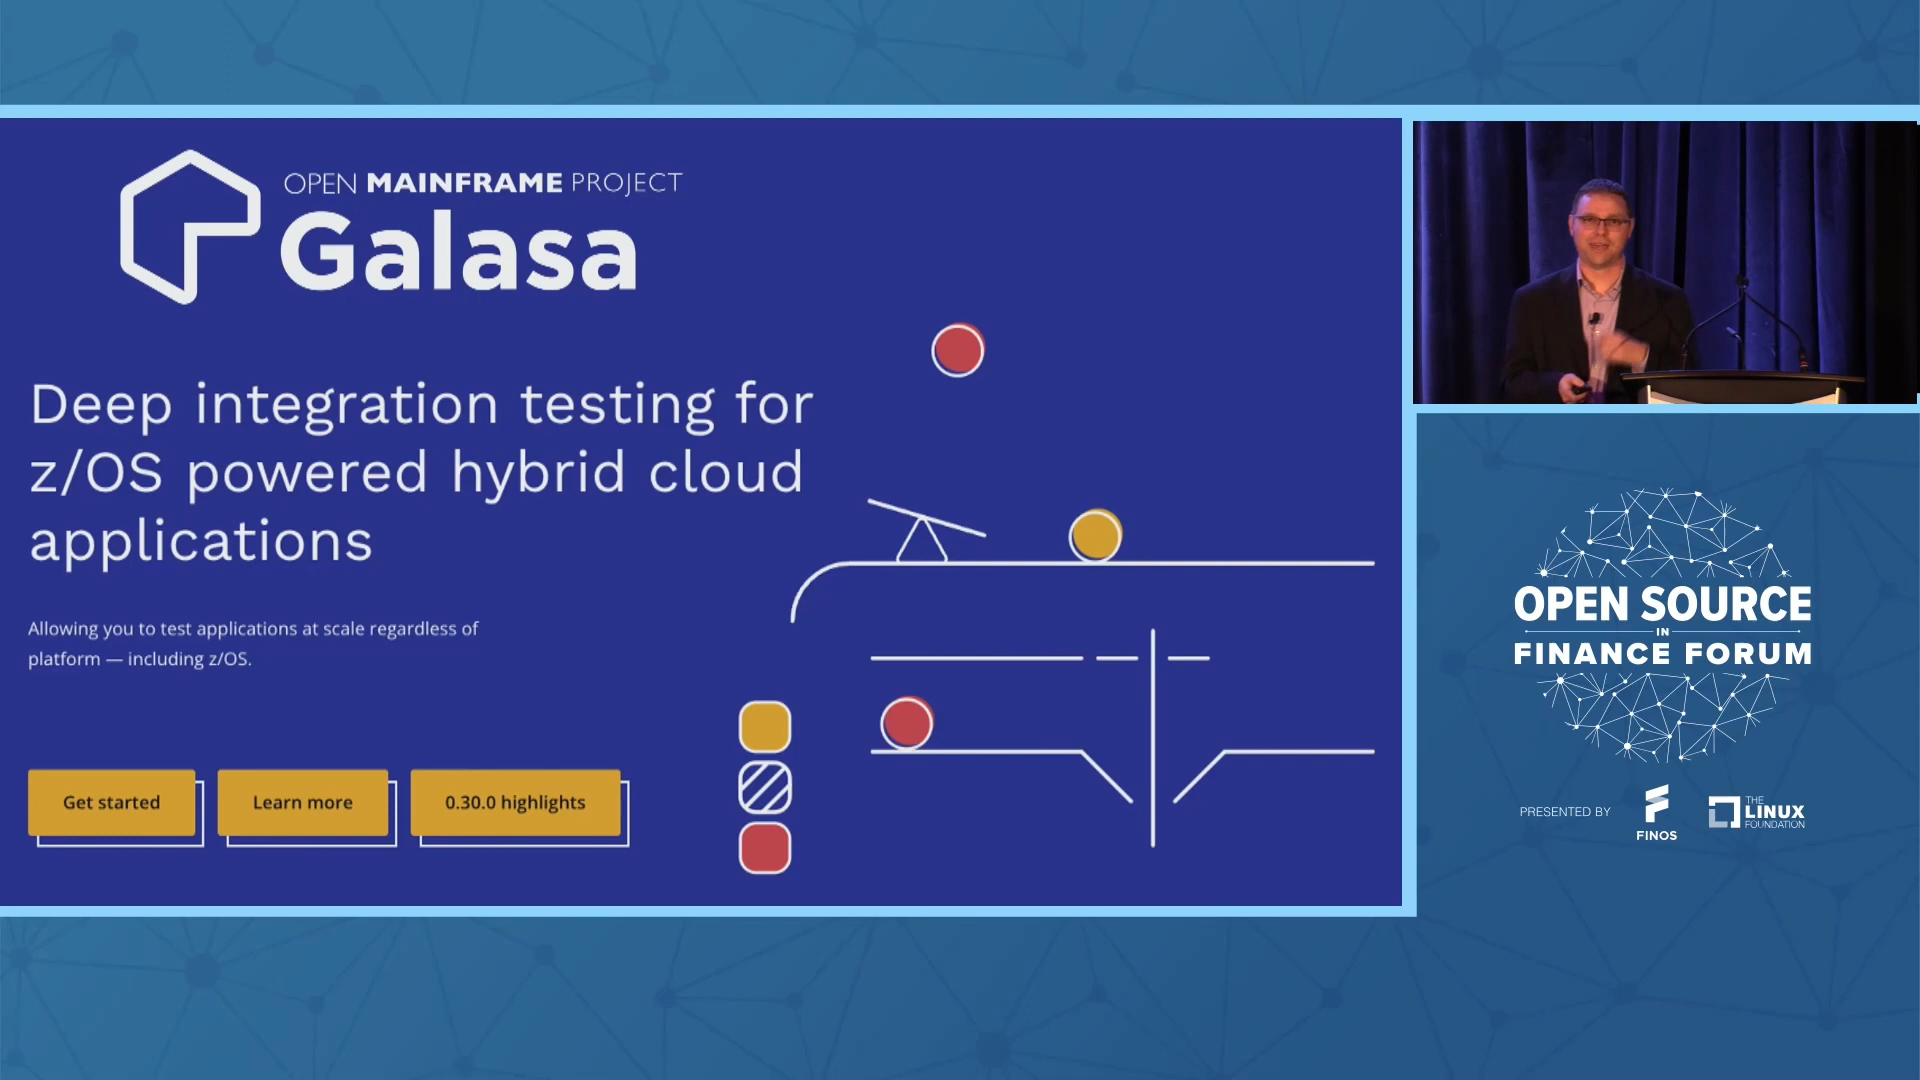 OPEN MAINFRAME PROJECT
Galasa
Deep integration testing for
z/OS powered hybrid cloud
applications
Allowing you to test applications at scale regardless of
platform — including z/OS.
Get started
Learn more
0.30.0 highlights
OPEN SOURCE
IN
FINANCE FORUM
PRESENTED BY
FINOS
THE
LINUX
FOUNDATION